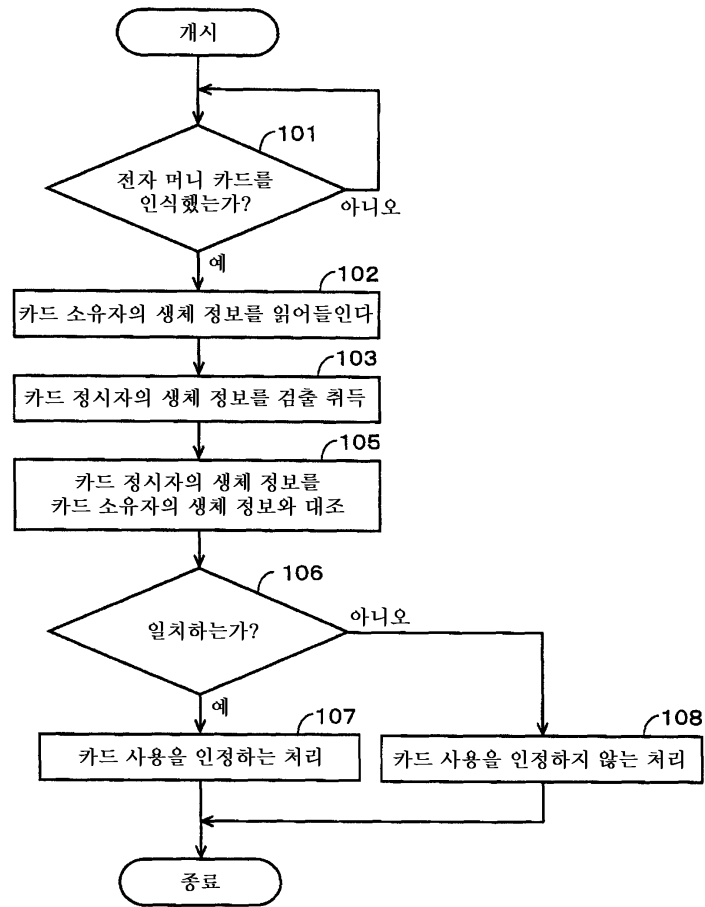 개시
101
전자 머니 카드를
인식했는가?
아니오
예
102
카드 소유자의 생체 정보를 읽어들인다
103
카드 정시자의 생체 정보를 검출 취득
105
카드 정시자의 생체 정보를
카드 소유자의 생체 정보와 대조
106
일치하는가?
아니오
예
107
카드 사용을 인정하는 처리
108
카드 사용을 인정하지 않는 처리
종료